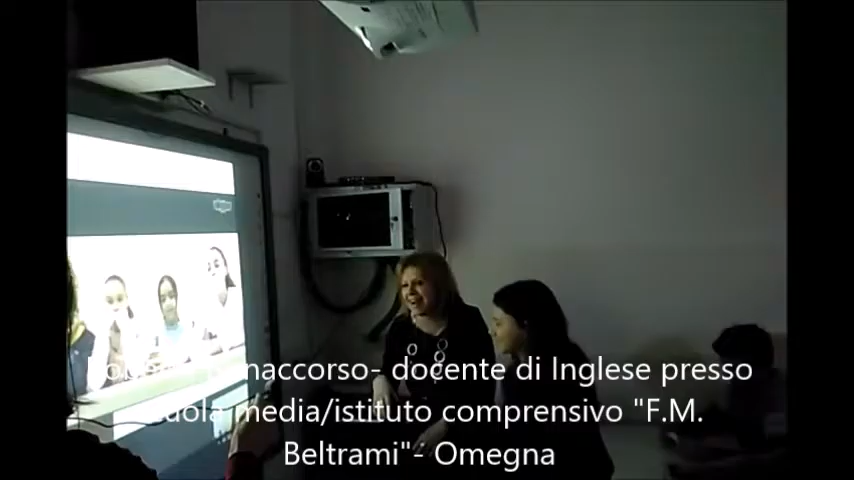 docente di Inglese presso
media/istituto comprensivo "F.M.
Beltrami"- Omegna